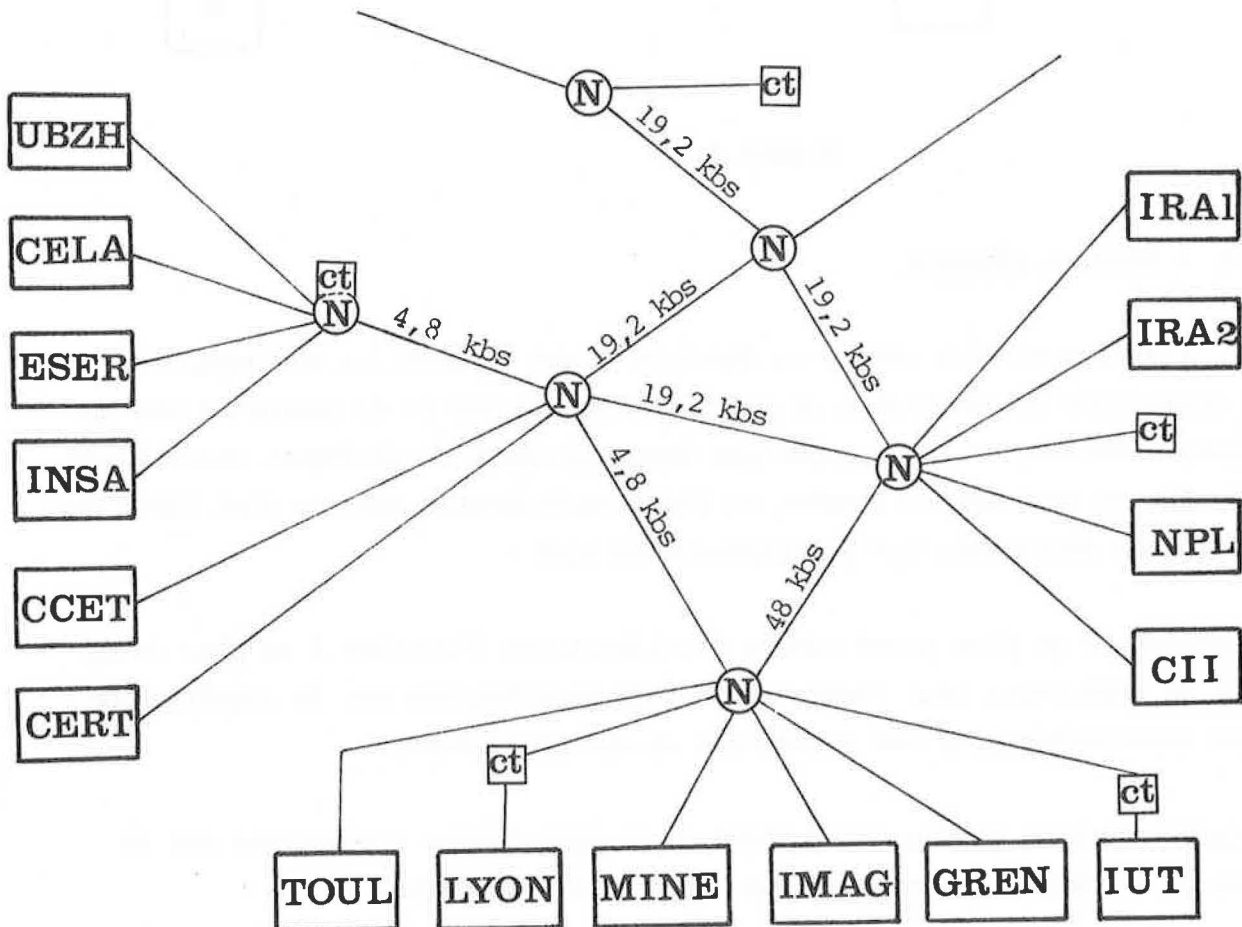 N
ct
19,2 kbs
UBZH
CELA
ESER
INSA
CCET
CERT
ct
N
4,8 kbs
N
19,2 kbs
N
19,2 kbs
19,2 kbs
N
IRA1
IRA2
ct
NPL
CII
4,8 kbs
48 kbs
N
ct
ct
TOUL
LYON
MINE
IMAG
GREN
IUT